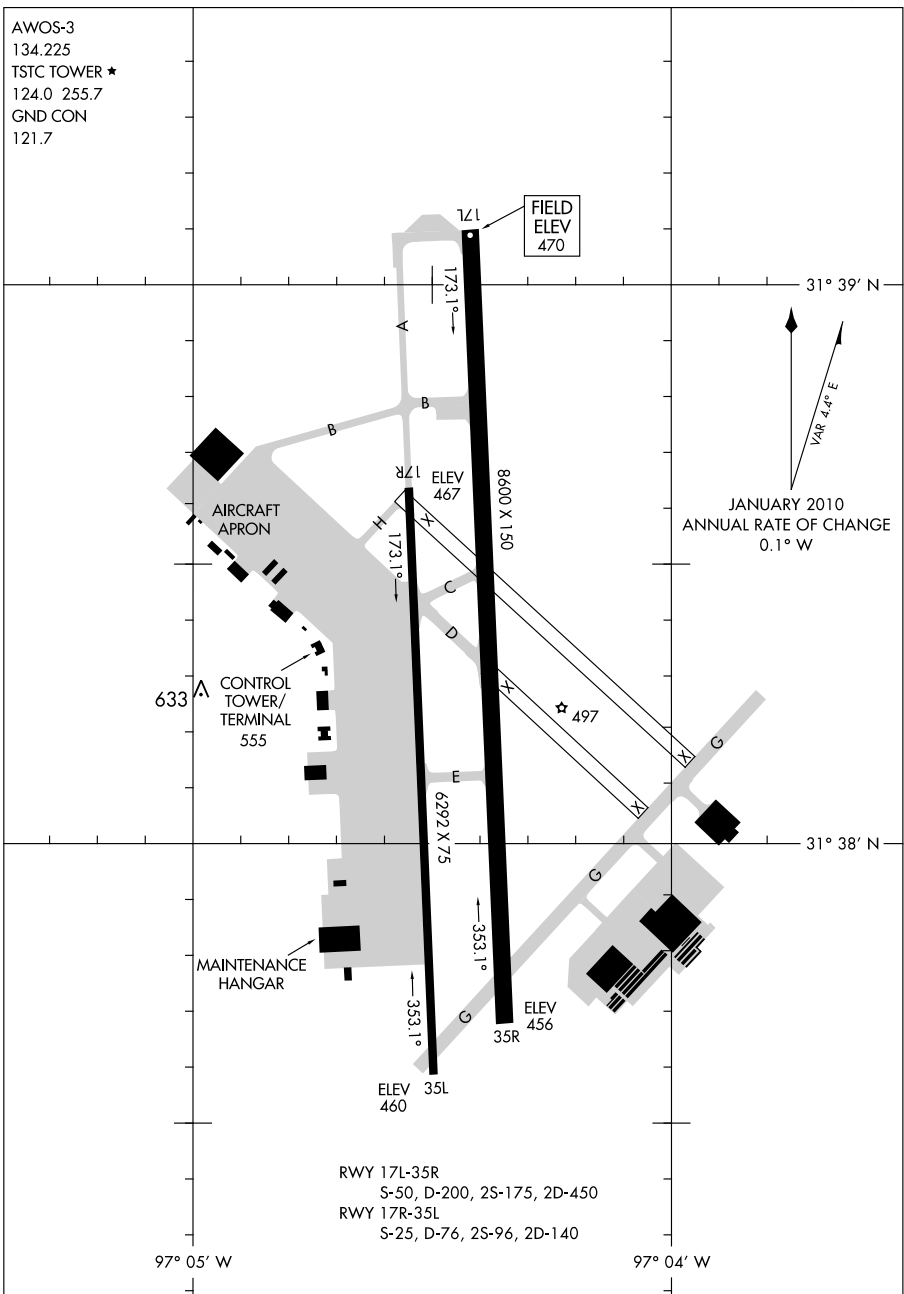 AWOS-3
134.225
TSTC TOWER ★
124.0 255.7
GND CON
121.7
17L
FIELD
ELEV
470
173.1°
31° 39' N
A
VAR 4.4° E
B
B
17R
ELEV
467
8600 X 150
JANUARY 2010
ANNUAL RATE OF CHANGE
0.1° W
AIRCRAFT
APRON
H
X
173.1°
C
D
CONTROL
TOWER/
TERMINAL
555
633
X
497
G
X
E
X
6292 X 75
31° 38' N
G
353.1°
MAINTENANCE
HANGAR
353.1°
G
ELEV
456
35R
ELEV
460
35L
RWY 17L-35R
S-50, D-200, 2S-175, 2D-450
RWY 17R-35L
S-25, D-76, 2S-96, 2D-140
97° 05' W
97° 04' W